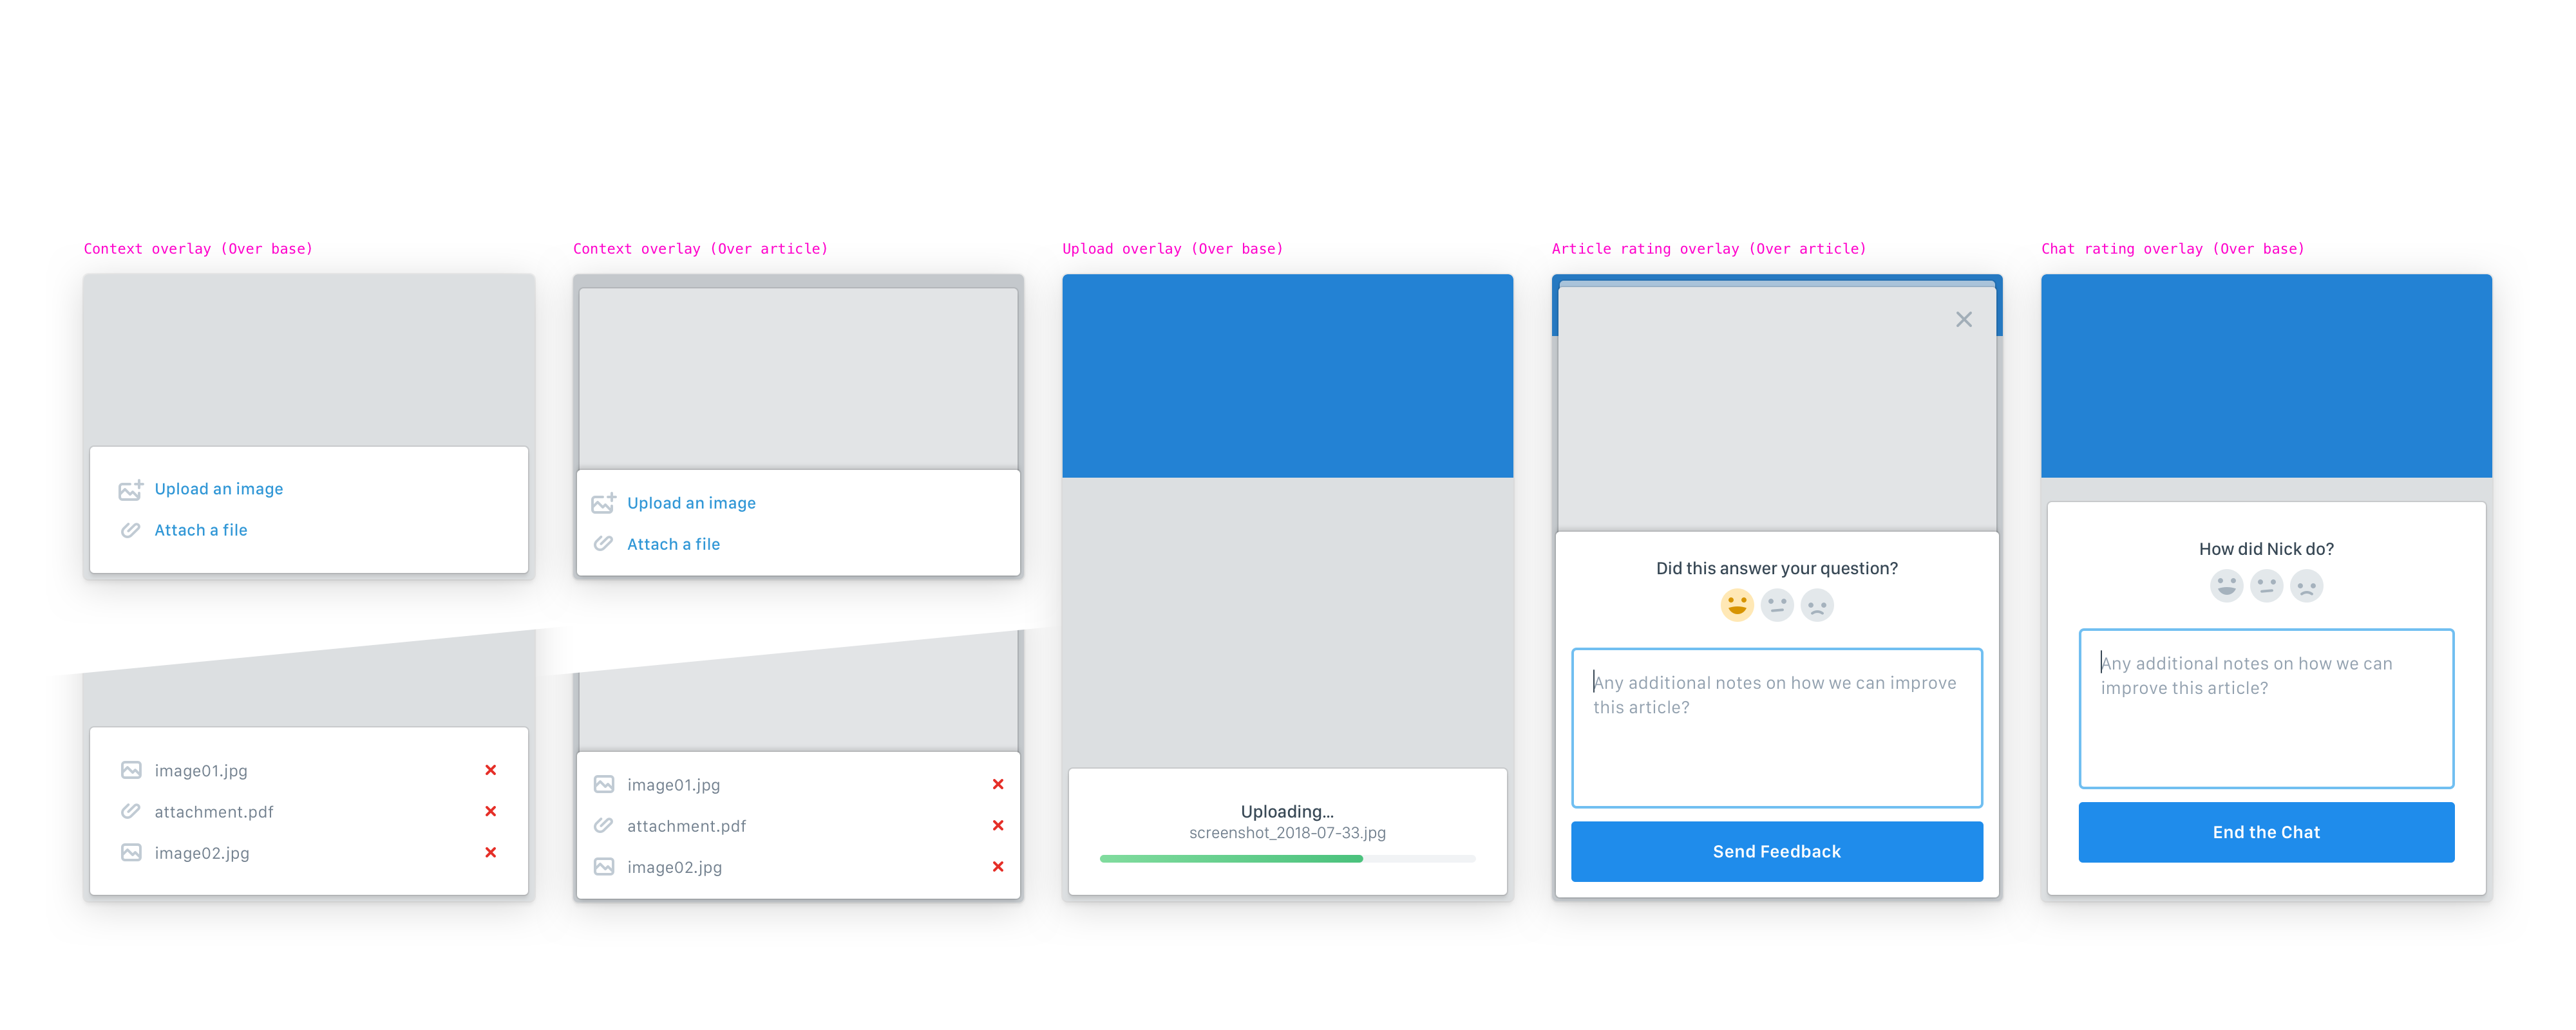 Context overlay (Over base)
Upload an image
Attach a file
image01.jpg
attachment.pdf
image02.jpg
Context overlay (Over article)
Upload an image
Attach a file
image01.jpg
attachment.pdf
image02.jpg
Upload overlay (Over base)
Uploading...
screenshot_2018-07-33.jpg
Article rating overlay (Over article)
Did this answer your question?
Any additional notes on how we can improve
this article?
Send Feedback
Chat rating overlay (Over base)
How did Nick do?
Any additional notes on how we can
improve this article?
End the Chat